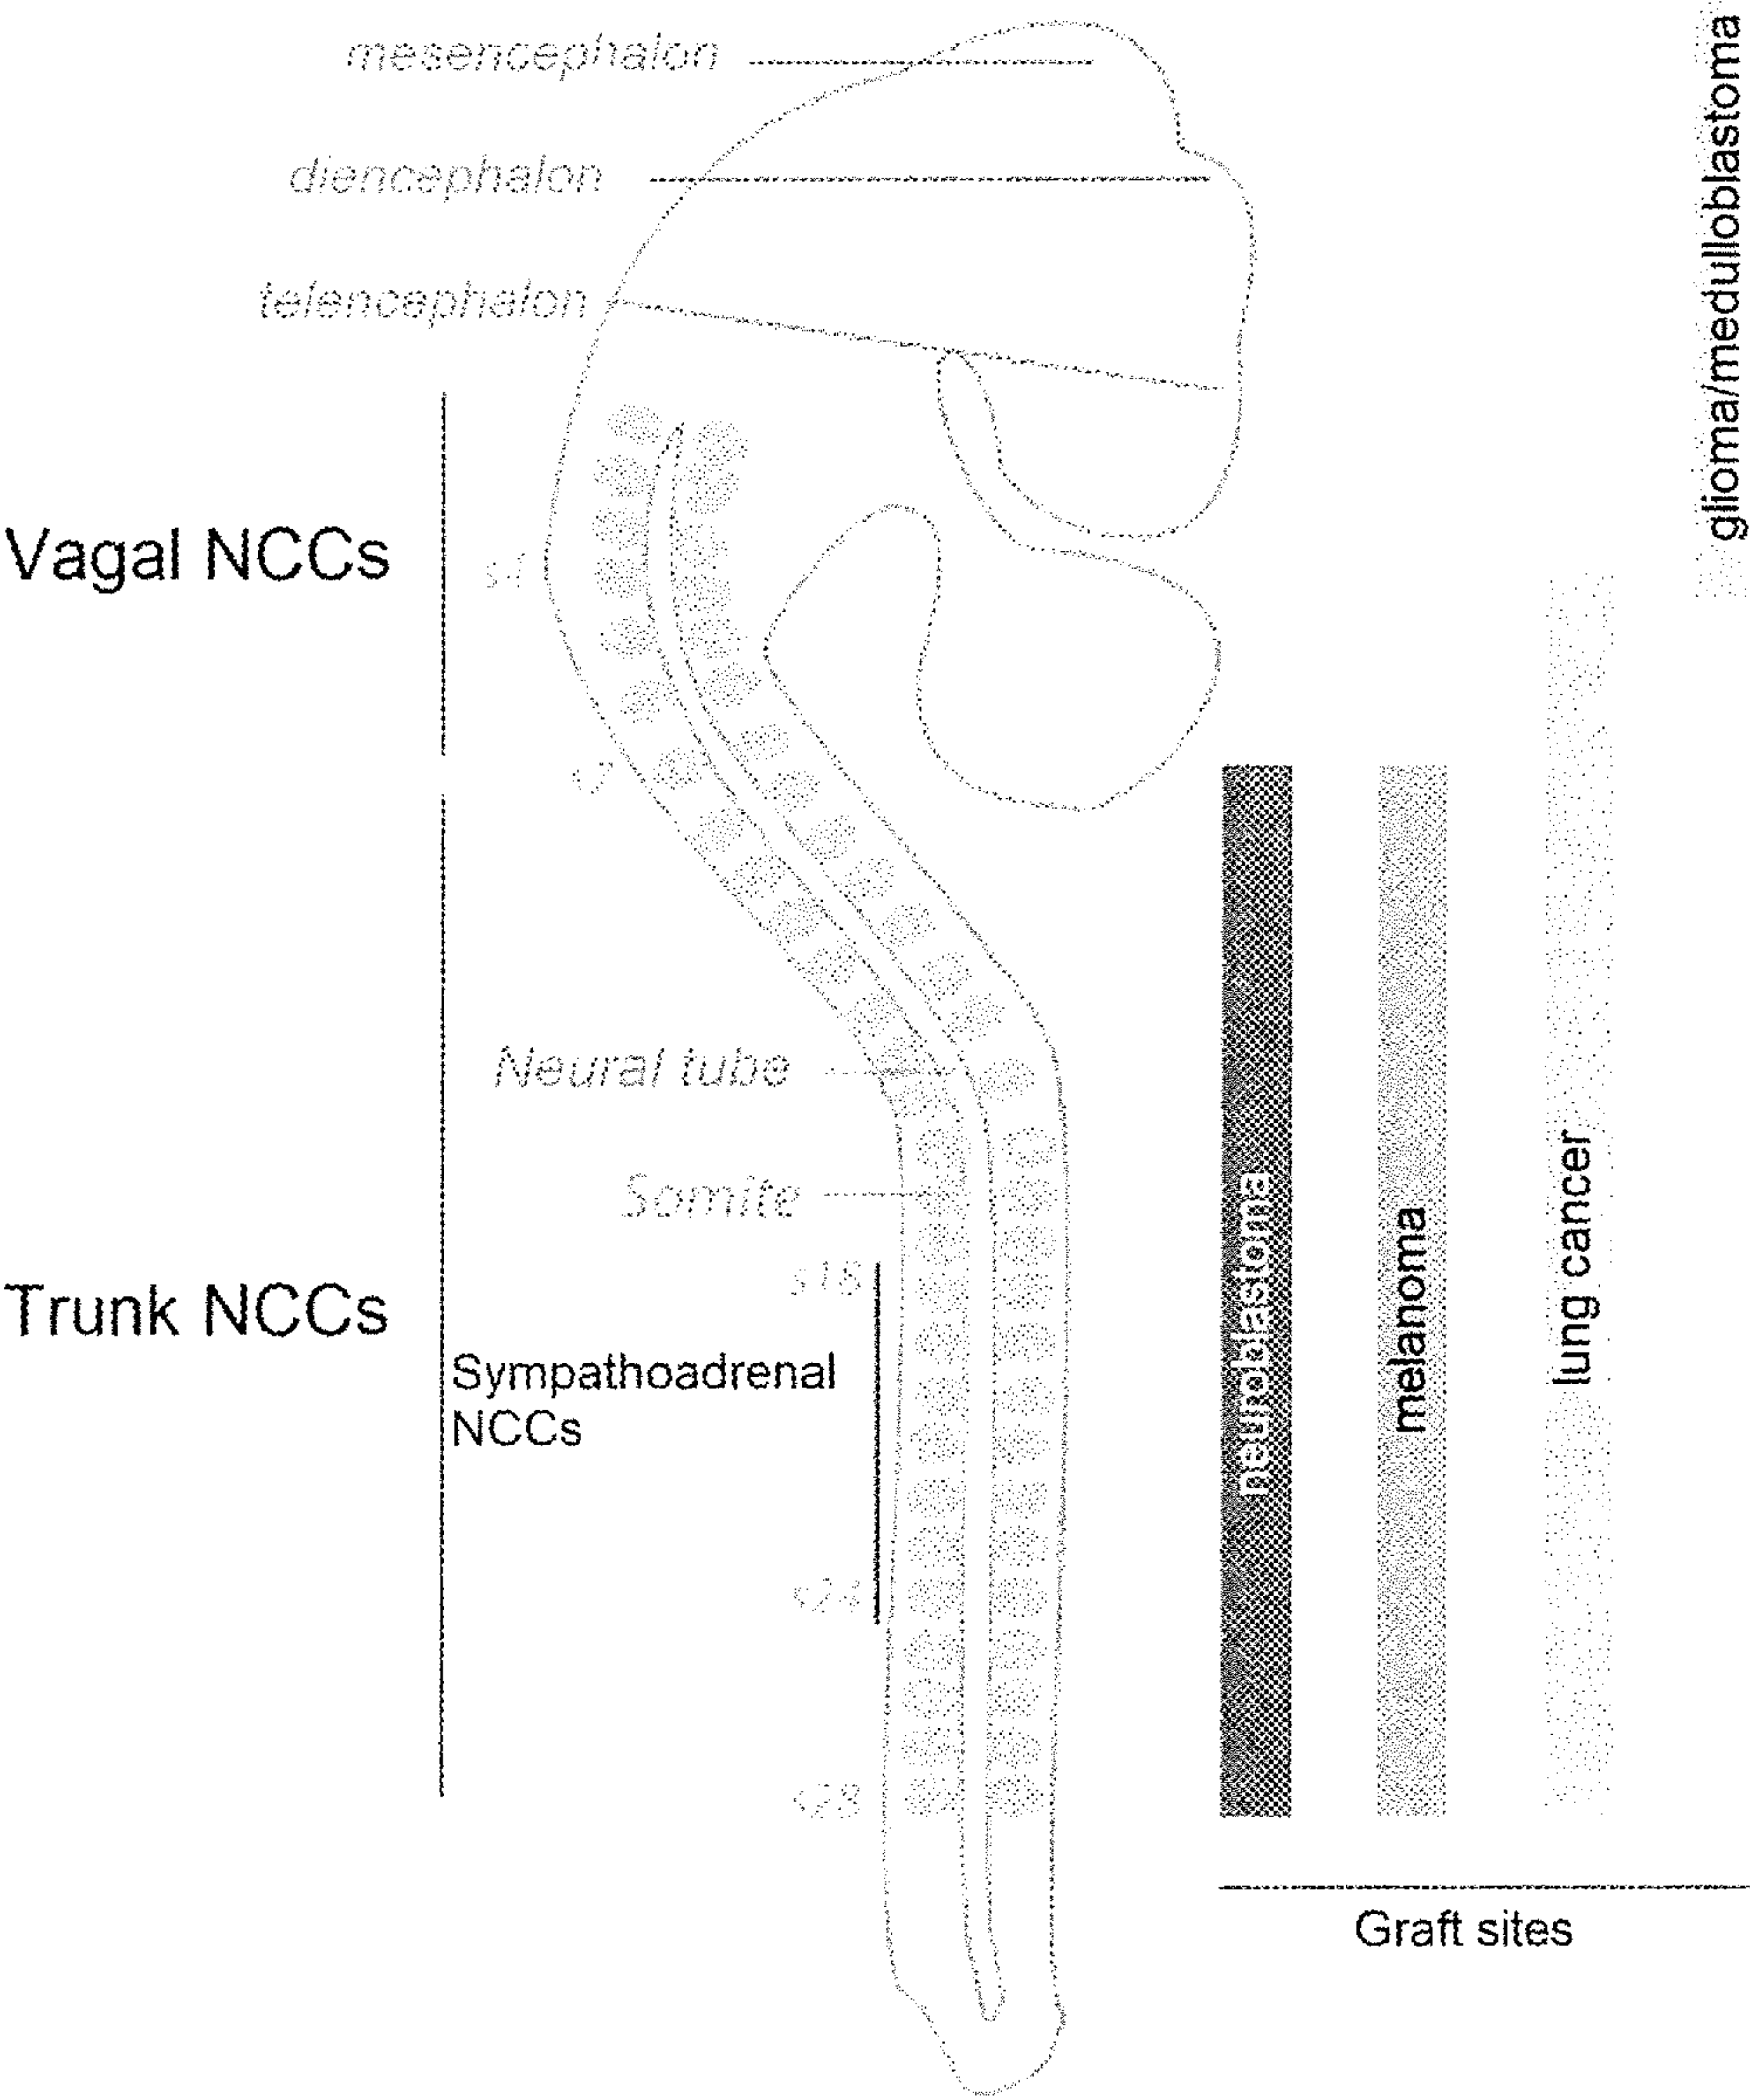 mesencephalon
diencephalon
telencephalon
glioma/medulloblastoma
Vagal NCCs
s4
s7
Neural tube
Somite
s18
Trunk NCCs
Sympathoadrenal
NCCs
s24
s28
neuroblastoma
melanoma
lung cancer
Graft sites